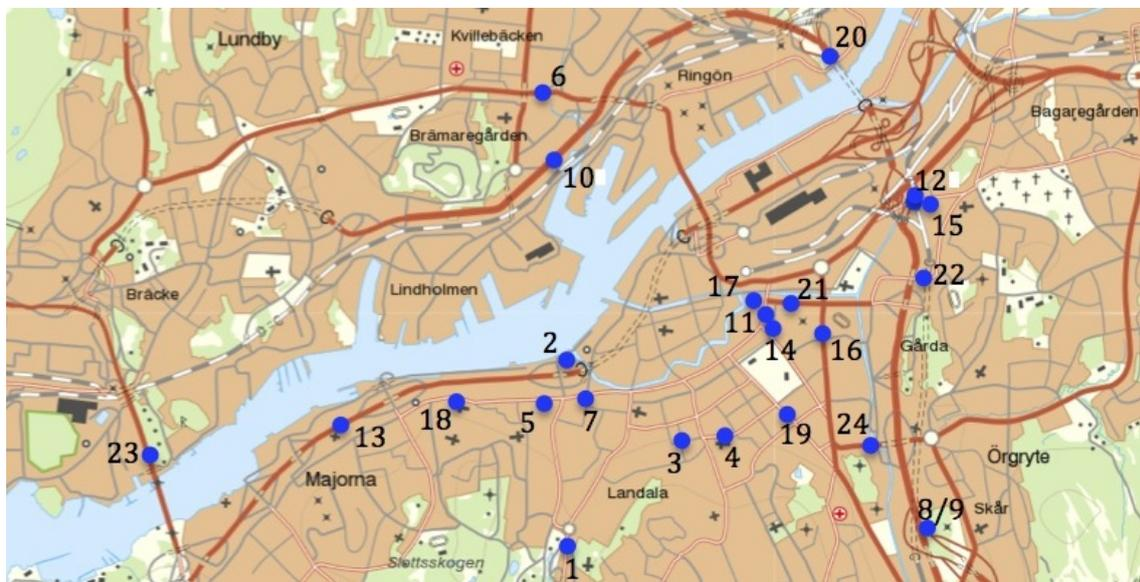 Lundby
Kvillebäcken
20
6
Ringön
Bagaregården
Brämaregården
10
12
15
22
Bräcke
Lindholmen
17
21
11
14
16
2
Gårda
18
5
7
19
13
24
3
4
23
Majorna
Örgryte
Landala
8/9
Skår
Slottsskogen
1